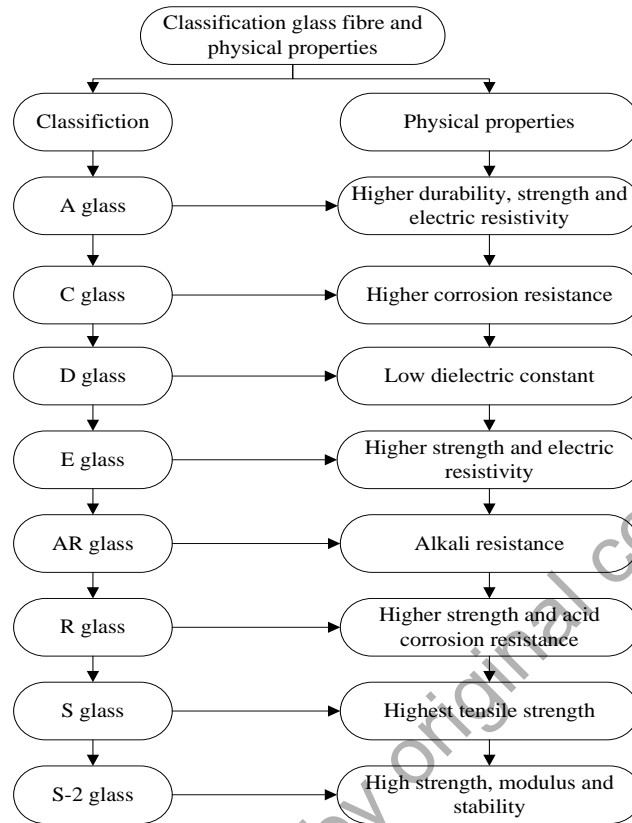 Classification glass fibre and
physical properties
Classifiction
Physical properties
A glass
Higher durability, strength and
electric resistivity
C glass
Higher corrosion resistance
D glass
Low dielectric constant
E glass
Higher strength and electric
resistivity
AR glass
Alkali resistance
R glass
Higher strength and acid
corrosion resistance
S glass
Highest tensile strength
S-2 glass
High strength, modulus and
stability
by original